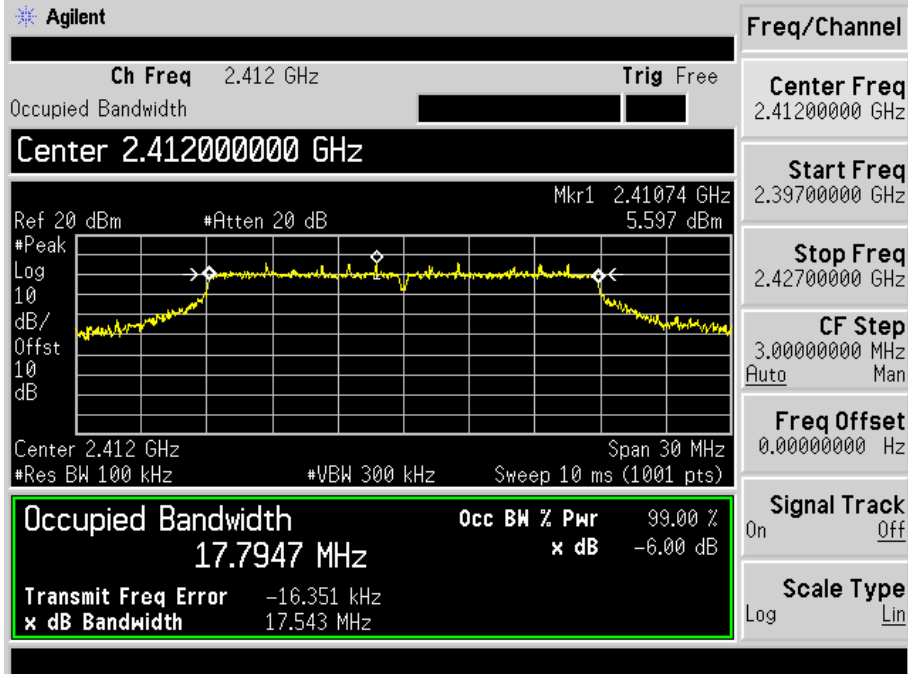 Agilent
Freq/Channel
Ch Freq 2.412 GHz Trig Free
Occupied Bandwidth
Center 2.412000000 GHz
Mkr1 2.41074 GHz
Ref 20 dBm #Atten 20 dB 5.597 dBm
#Peak
Log
10
dB/
Offst
10
dB
1
Center 2.412 GHz Span 30 MHz
#Res BW 100 kHz #VBW 300 kHz Sweep 10 ms (1001 pts)
Occupied Bandwidth
17.7947 MHz
Occ BW % Pwr 99.00 %
x dB -6.00 dB
Transmit Freq Error -16.351 kHz
x dB Bandwidth 17.543 MHz
Center Freq
2.41200000 GHz
Start Freq
2.39700000 GHz
Stop Freq
2.42700000 GHz
CF Step
3.00000000 MHz
Auto Man
Freq Offset
0.00000000 Hz
Signal Track
On Off
Scale Type
Log Lin